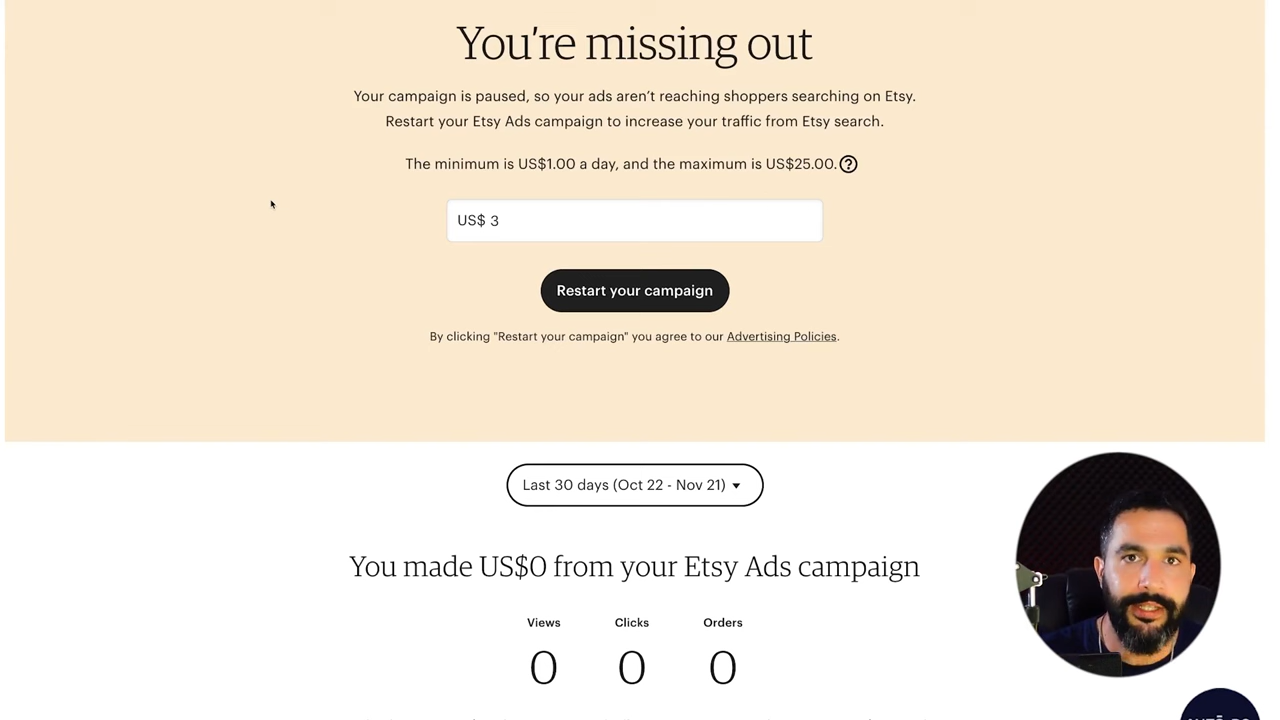 You're missing out
Your campaign is paused, so your ads aren't reaching shoppers searching on Etsy.
Restart your Etsy Ads campaign to increase your traffic from Etsy search.
The minimum is US$1.00 a day, and the maximum is US$25.00. ?
US$ 3
Restart your campaign
By clicking "Restart your campaign" you agree to our Advertising Policies.
Last 30 days (Oct 22 - Nov 21)
You made US$0 from your Etsy Ads campaign
Views Clicks Orders
0 0 0